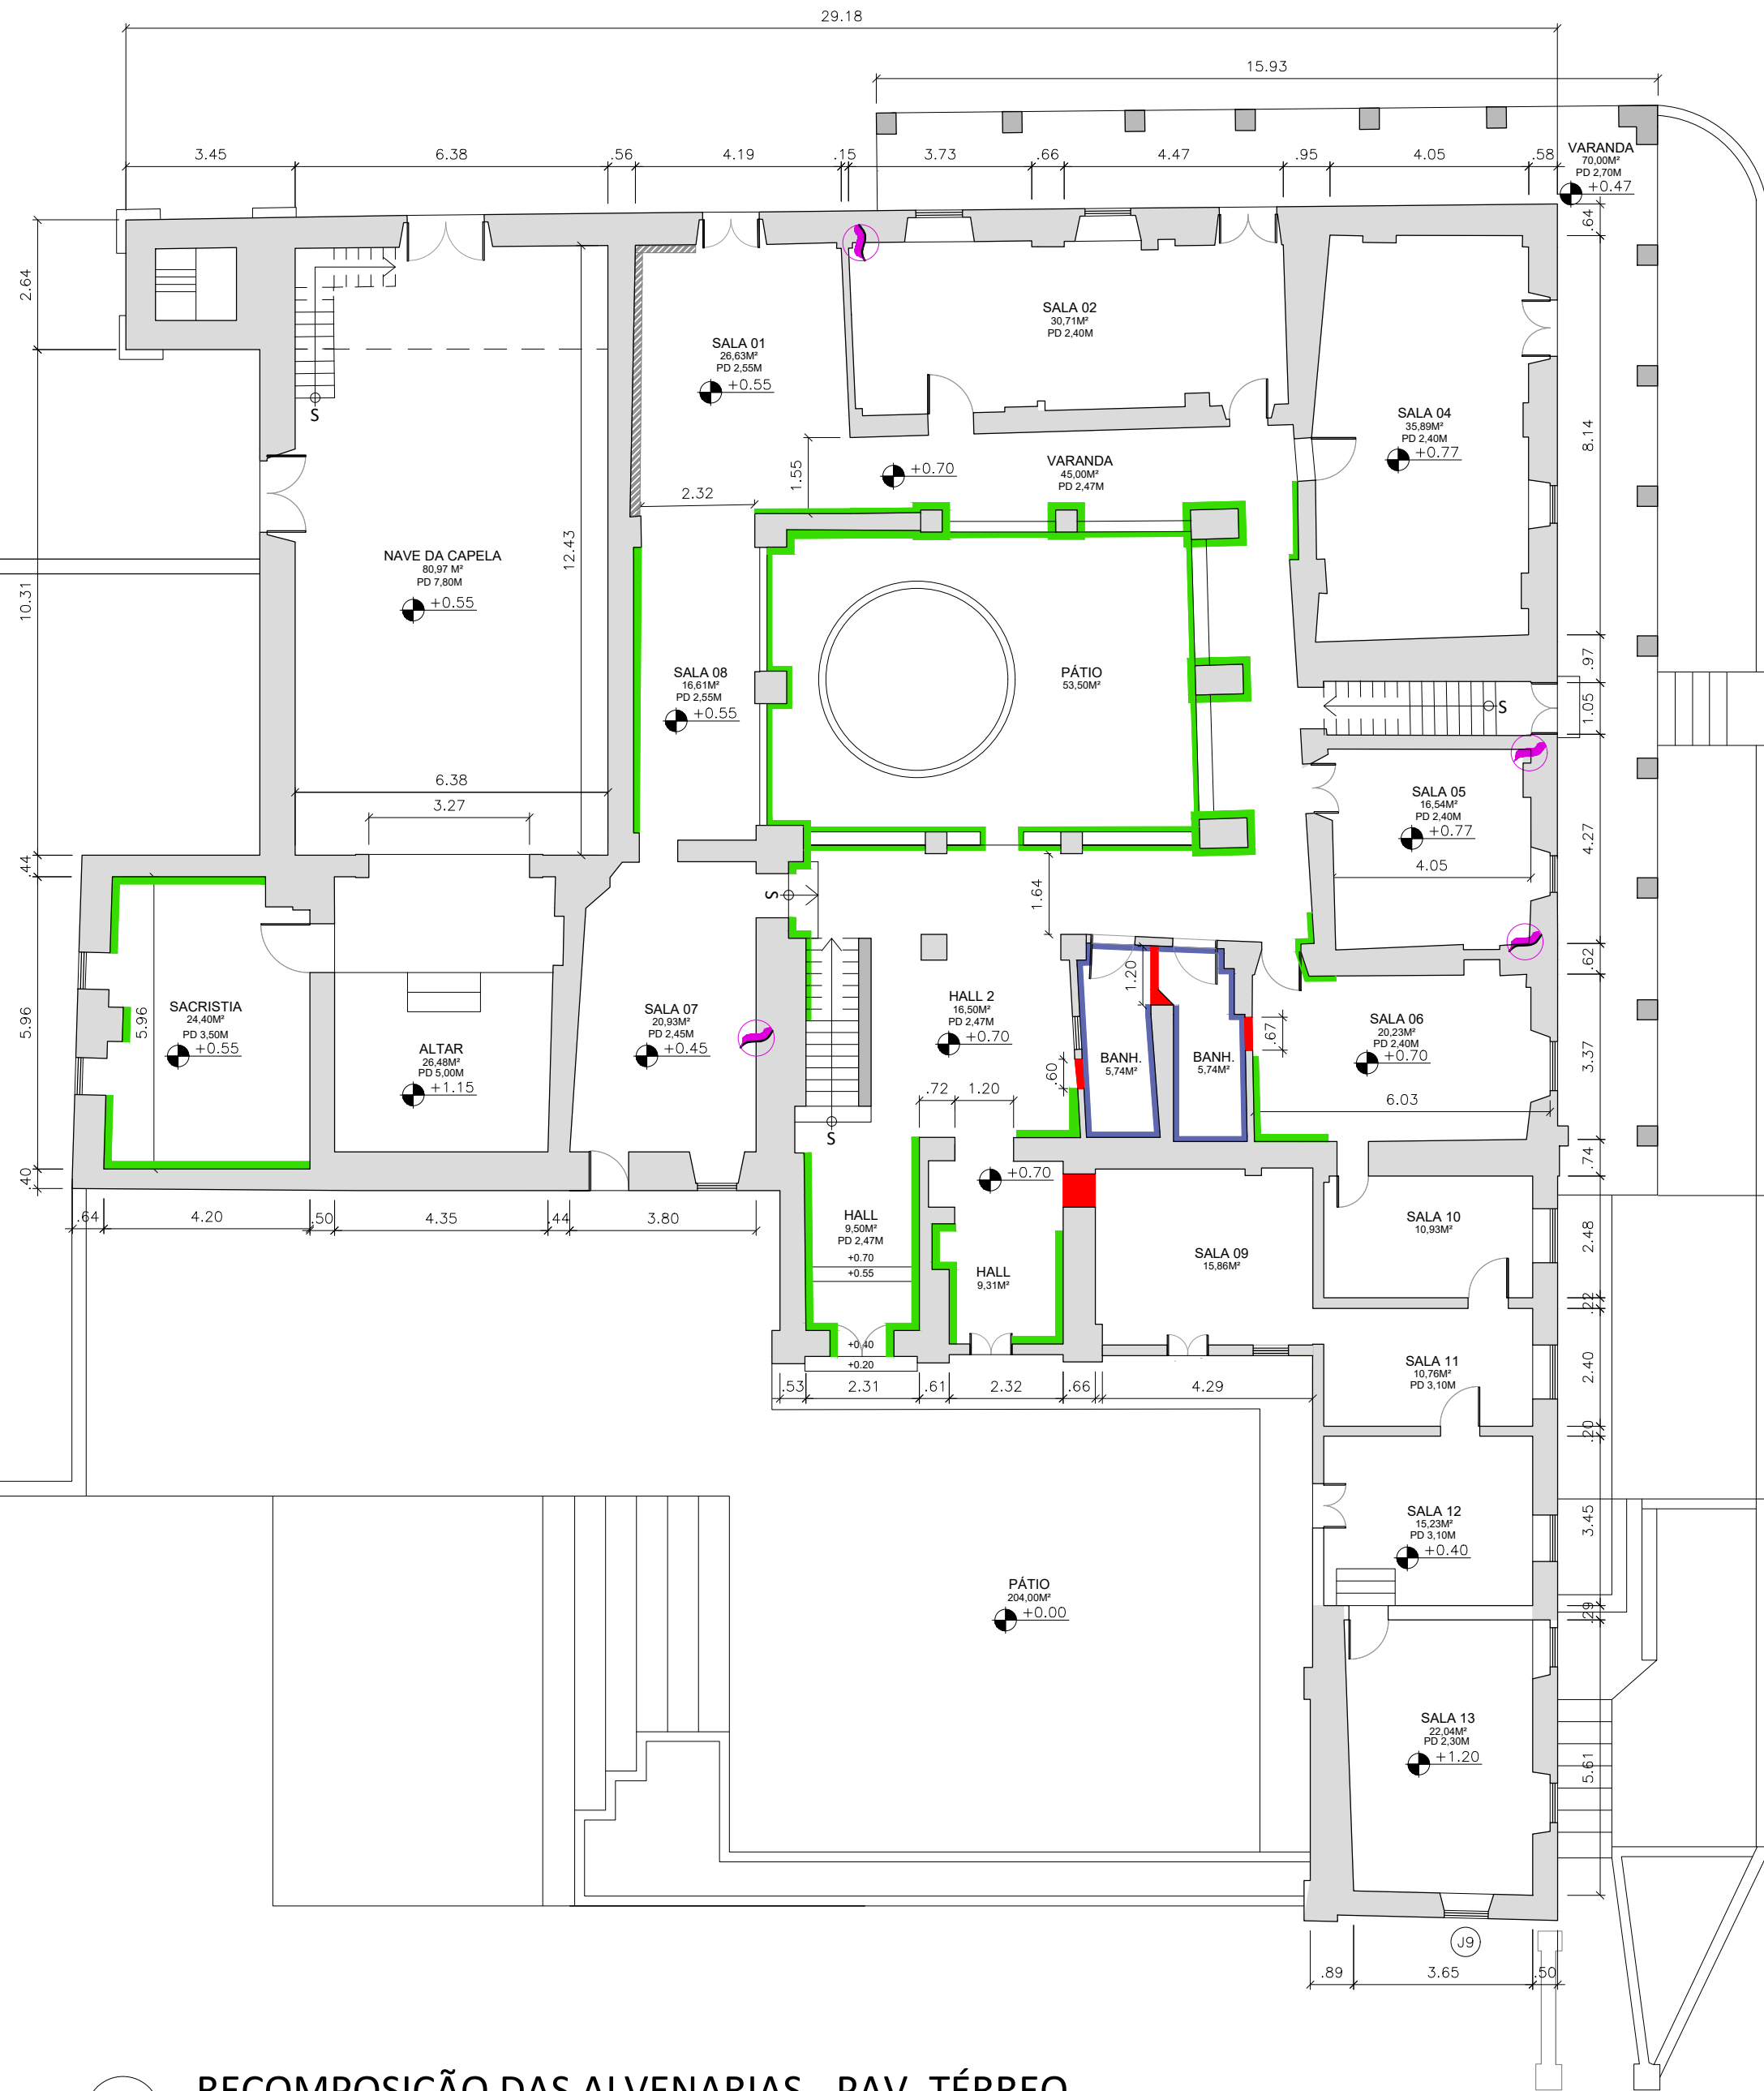 29.18
15.93
3.45
6.38
.56
4.19
.15
3.73
.66
4.47
.95
4.05
.58
VARANDA
70,00M²
PD 2,70M
+0.47
.64
2.64
SALA 02
30,71M²
PD 2,40M
SALA 01
26,63M²
PD 2,55M
+0.55
S
SALA 04
35,89M²
PD 2,40M
+0.77
8.14
1.55
+0.70
VARANDA
45,00M²
PD 2,47M
2.32
12.43
NAVE DA CAPELA
80,97 M²
PD 7,80M
+0.55
10.31
SALA 08
16,61M²
PD 2,55M
+0.55
PÁTIO
53,50M²
.97
1.05
S
6.38
3.27
SALA 05
16,54M²
PD 2,40M
+0.77
4.05
4.27
.44
S
1.64
.62
SACRISTIA
24,40M²
PD 3,50M
+0.55
5.96
5.96
ALTAR
26,48M²
PD 5,00M
+1.15
SALA 07
20,93M²
PD 2,45M
+0.45
HALL 2
16,50M²
PD 2,47M
+0.70
1.20
BANH.
5,74M²
BANH.
5,74M²
.67
.60
SALA 06
20,23M²
PD 2,40M
+0.70
3.37
6.03
.72
1.20
S
.74
.40
+0.70
.64
4.20
.50
4.35
.44
3.80
HALL
9,50M²
PD 2,47M
+0.70
+0.55
HALL
9,31M²
SALA 09
15,86M²
SALA 10
10,93M²
2.48
.22
+0.40
+0.20
SALA 11
10,76M²
PD 3,10M
2.40
.53
2.31
.61
2.32
.66
4.29
.20
SALA 12
15,23M²
PD 3,10M
+0.40
3.45
PÁTIO
204,00M²
+0.00
.29
SALA 13
22,04M²
PD 2,30M
+1.20
5.61
J9
.89
3.65
.50
RECOMPOSIÇÃO DAS ALVENARIAS - PAV. TÉRREO